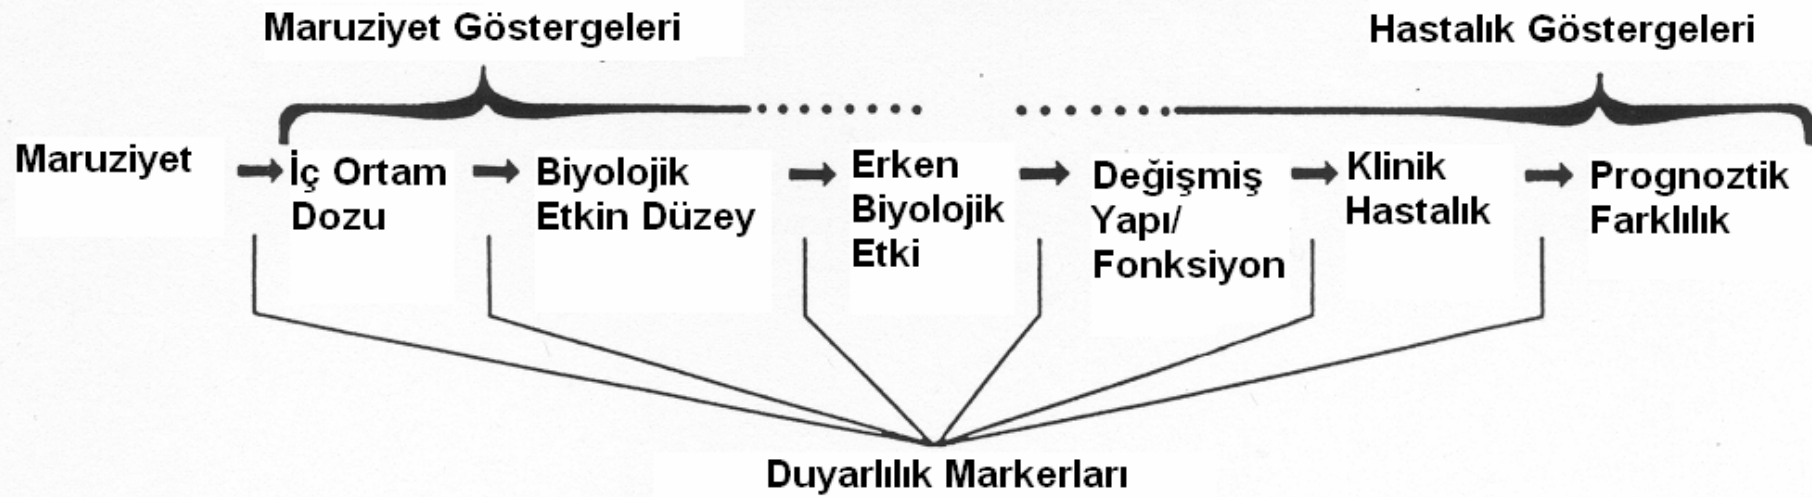 Maruziyet Göstergeleri
Hastalık Göstergeleri
Maruziyet
İç Ortam
Dozu
Biyolojik
Etkin Düzey
Erken
Biyolojik
Etki
Değişmiş
Yapı/
Fonksiyon
Klinik
Hastalık
Prognoztik
Farklılık
Duyarlılık Markerları